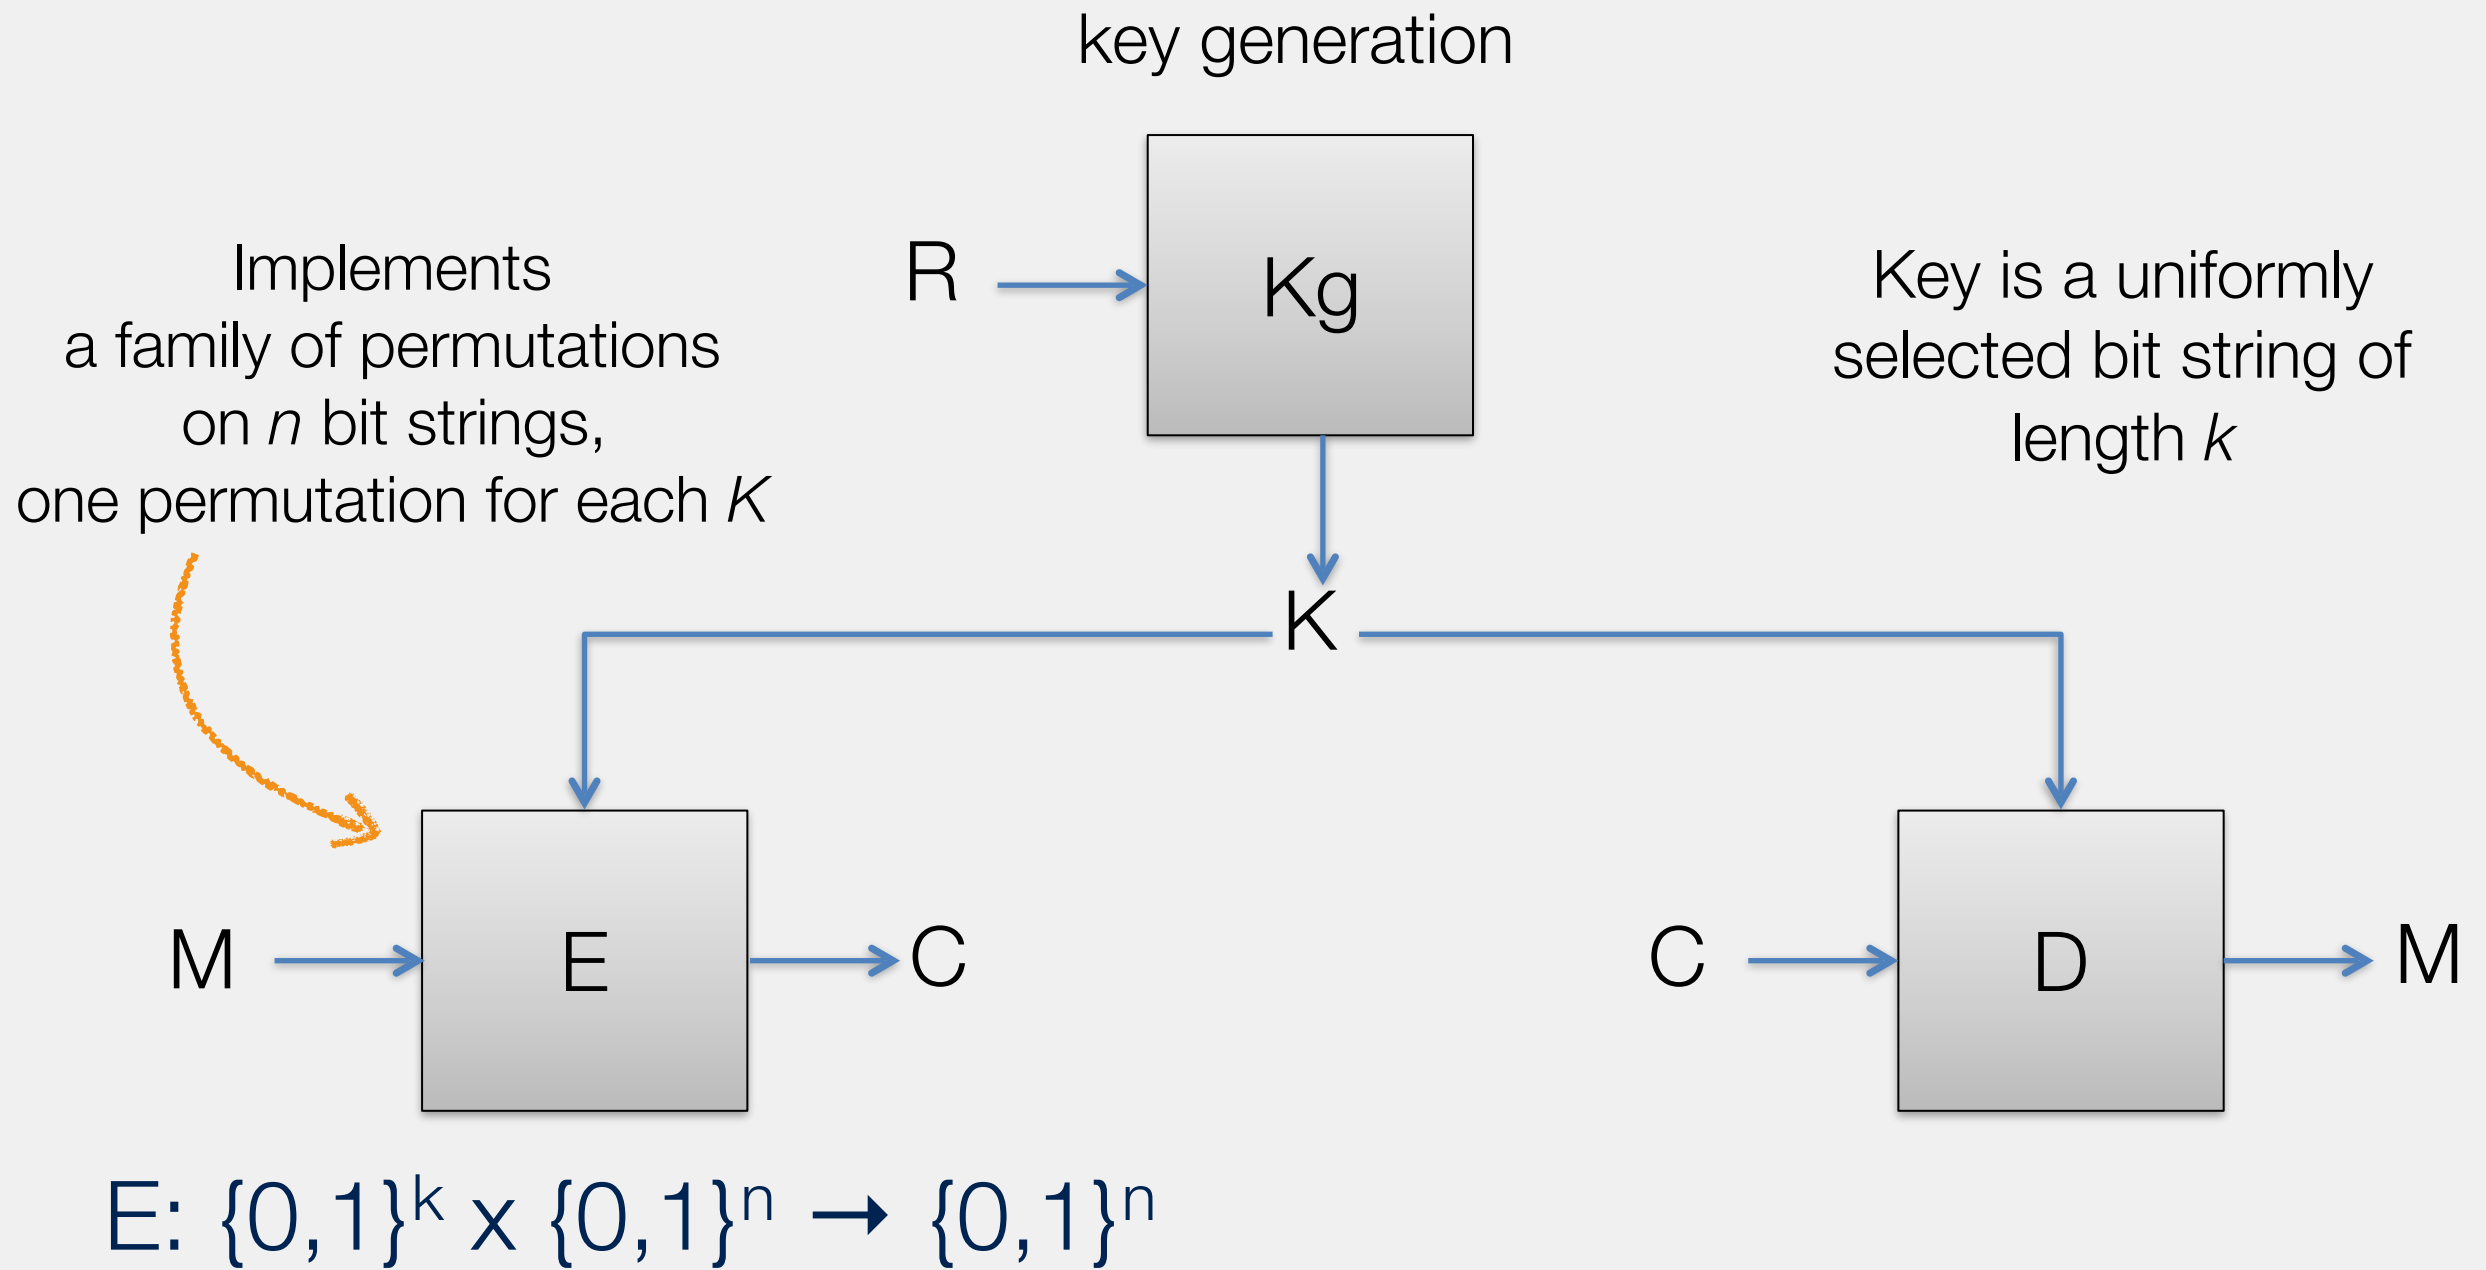 key generation
Implements
a family of permutations
on n bit strings,
one permutation for each K
R
Kg
Key is a uniformly
selected bit string of
length k
K
M
E
C
C
D
M
E: {0,1}^k x {0,1}^n → {0,1}^n